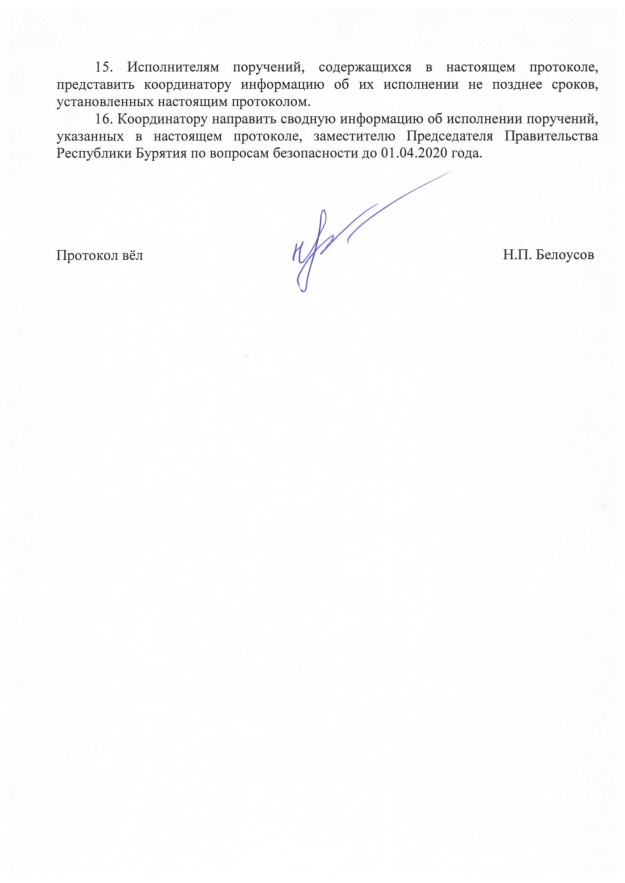 15. Исполнителям поручений, содержащихся в настоящем протоколе,
представить координатору информацию об их исполнении не позднее сроков,
установленных настоящим протоколом.
16. Координатору направить сводную информацию об исполнении поручений,
указанных в настоящем протоколе, заместителю Председателя Правительства
Республики Бурятия по вопросам безопасности до 01.04.2020 года.
Протокол вёл
Н.П. Белоусов